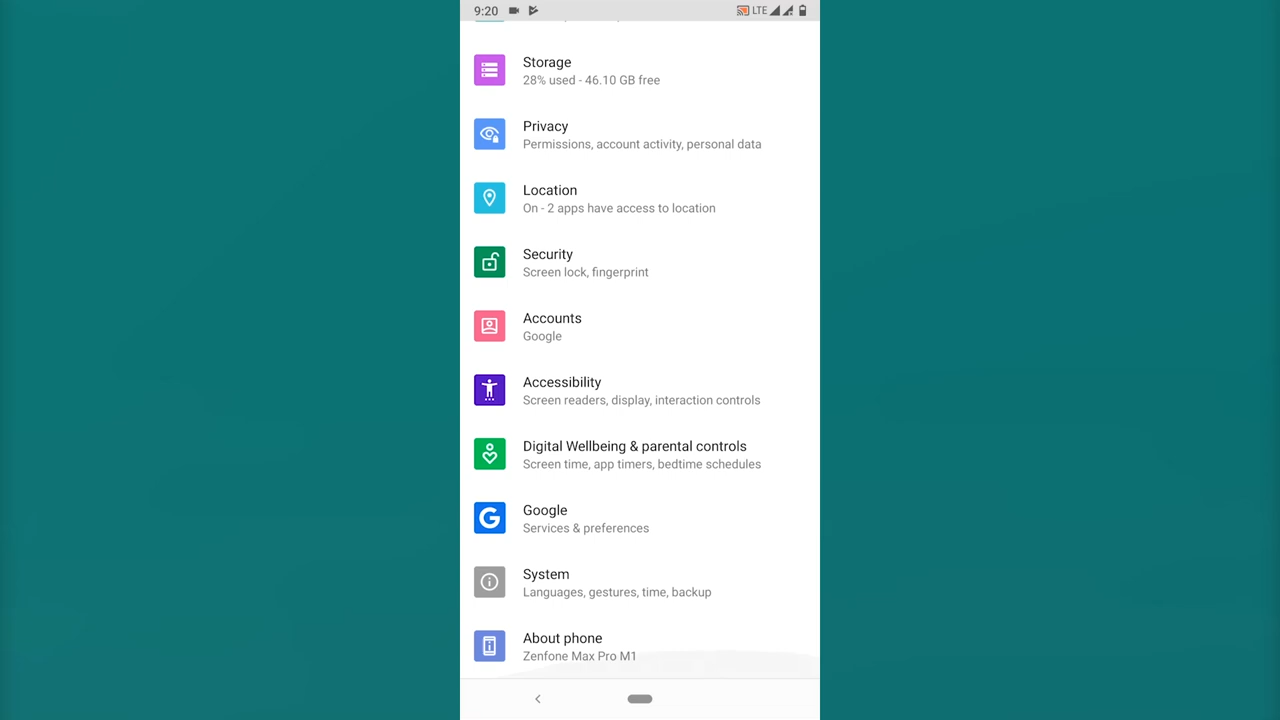 9:20 LTE
Storage
28% used - 46.10 GB free
Privacy
Permissions, account activity, personal data
Location
On - 2 apps have access to location
Security
Screen lock, fingerprint
Accounts
Google
Accessibility
Screen readers, display, interaction controls
Digital Wellbeing & parental controls
Screen time, app timers, bedtime schedules
Google
Services & preferences
System
Languages, gestures, time, backup
About phone
Zenfone Max Pro M1